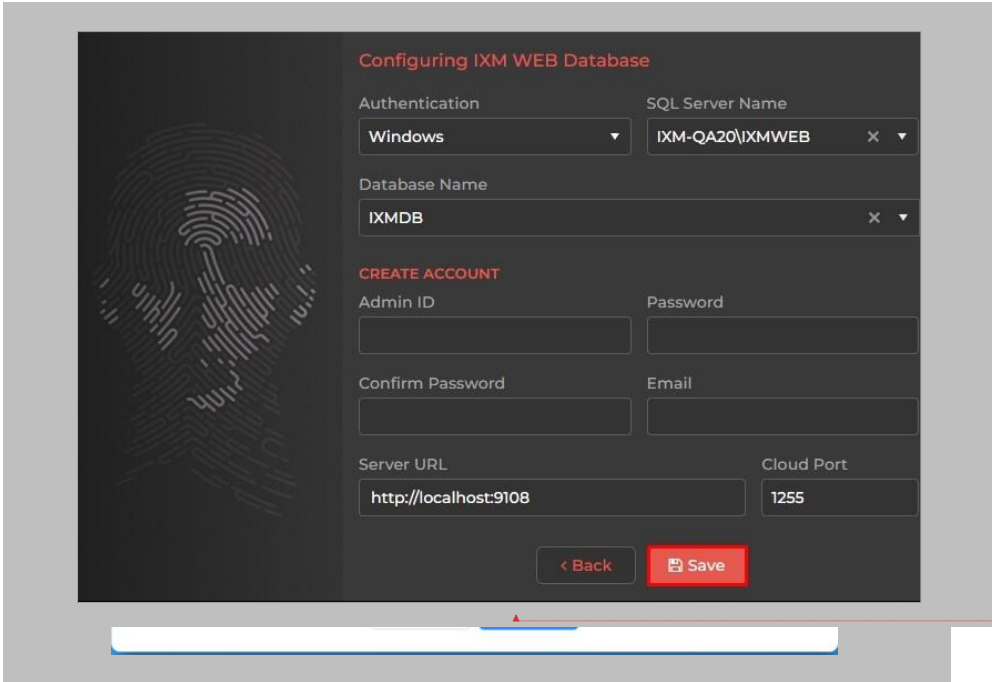 Configuring IXM WEB Database
Authentication
SQL Server Name
Windows
IXM-QA20\IXMWEB
Database Name
IXMDB
CREATE ACCOUNT
Admin ID
Password
Confirm Password
Email
Server URL
Cloud Port
http://localhost:9108
1255
< Back
Save